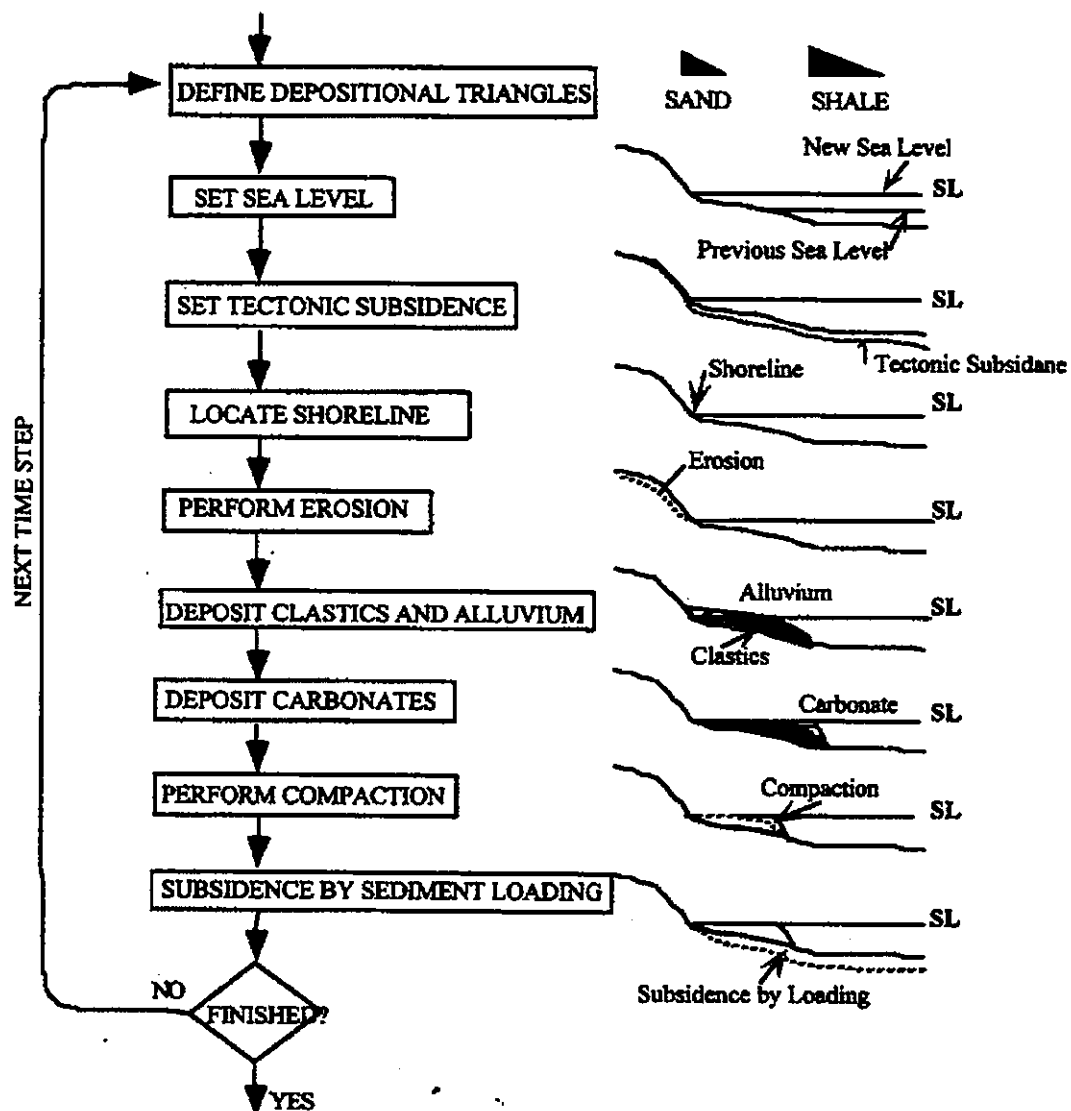 DEFINE DEPOSITIONAL TRIANGLES
SAND
SHALE
SET SEA LEVEL
New Sea Level
SL
Previous Sea Level
SET TECTONIC SUBSIDENCE
SL
Tectonic Subsidane
LOCATE SHORELINE
Shoreline
SL
PERFORM EROSION
Erosion
SL
DEPOSIT CLASTICS AND ALLUVIUM
Alluvium
SL
Clastics
DEPOSIT CARBONATES
Carbonate
SL
PERFORM COMPACTION
Compaction
SL
SUBSIDENCE BY SEDIMENT LOADING
SL
Subsidence by Loading
NO
FINISHED?
YES
NEXT TIME STEP